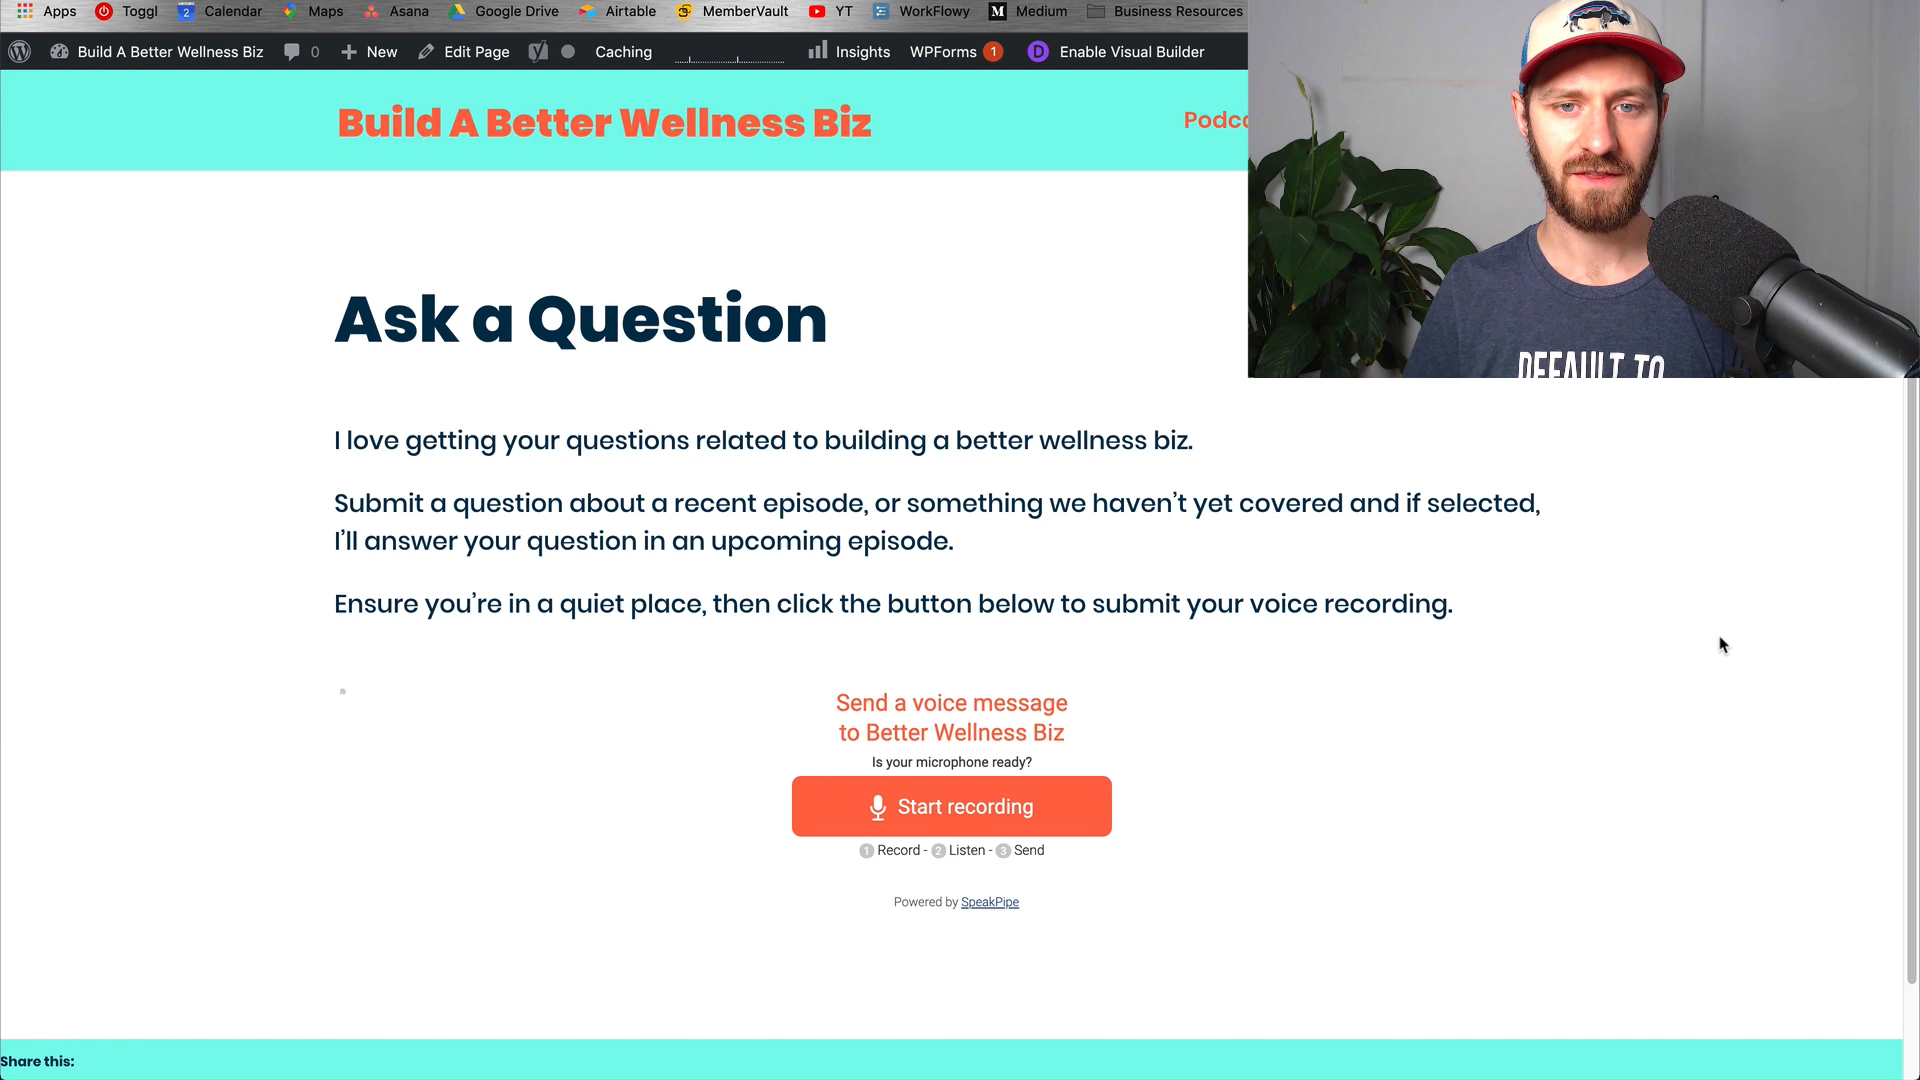 Apps Toggl 2 Calendar Maps Asana Google Drive Airtable MemberVault YT WorkFlowy M Medium Business Resources
Build A Better Wellness Biz 0 New Edit Page Caching Insights WPForms 1 D Enable Visual Builder
Build A Better Wellness Biz Podc
Ask a Question
DEFAULT TO
I love getting your questions related to building a better wellness biz.
Submit a question about a recent episode, or something we haven't yet covered and if selected,
I'll answer your question in an upcoming episode.
Ensure you're in a quiet place, then click the button below to submit your voice recording.
Send a voice message
to Better Wellness Biz
Is your microphone ready?
Start recording
1 Record - 2 Listen - 3 Send
Powered by SpeakPipe
Share this: